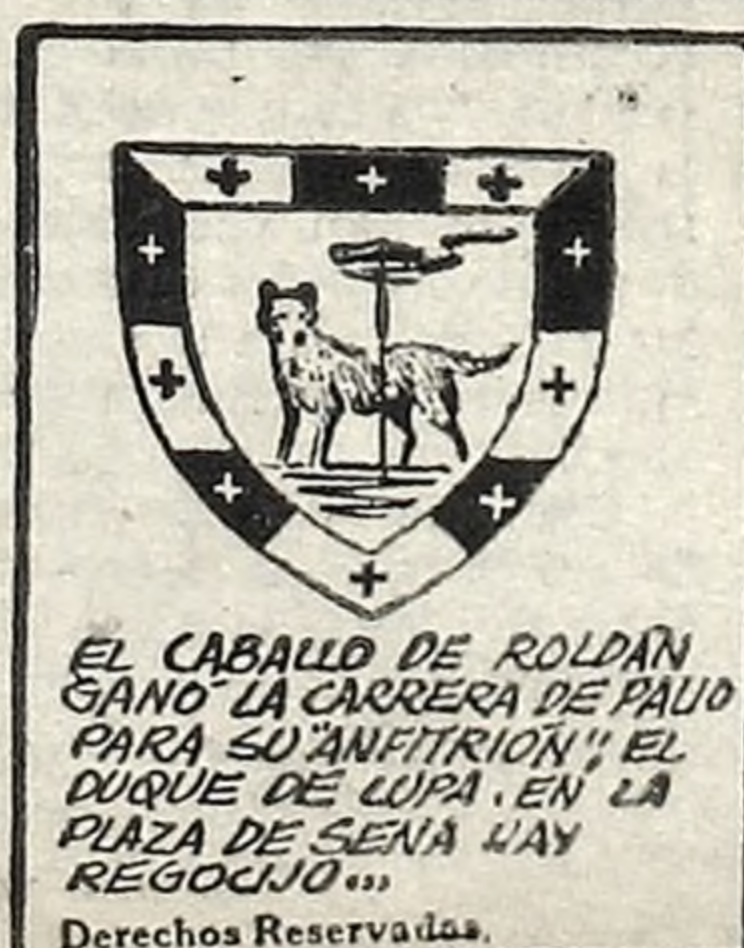 EL CABALLO DE ROLDÁN
GANÓ LA CARRERA DE PALIO
PARA SU "ANFITRIÓN", EL
DUQUE DE LUPA. EN LA
PLAZA DE SENA HAY
REGOCIJO...
Derechos Reservados.